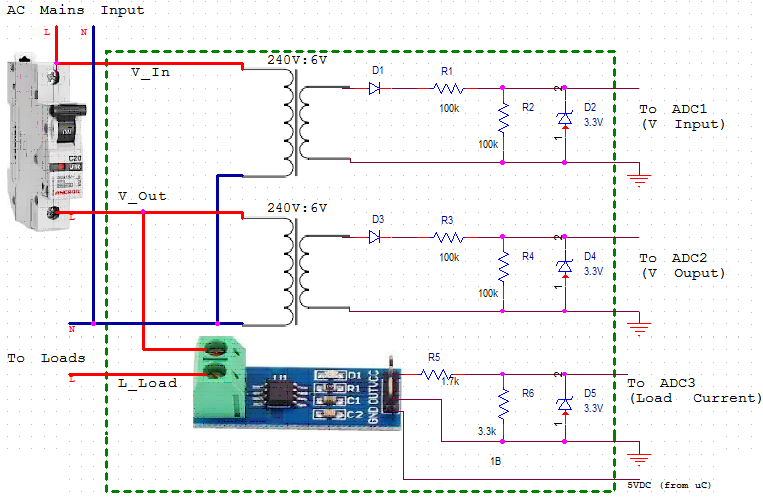 AC Mains Input
L
N
240V:6V
V_In
D1
R1
100k
R2
100k
2
D2
3.3V
1
To ADC1
(V Input)
C20
V_Out
L
240V:6V
D3
R3
100k
R4
100k
2
D4
3.3V
1
To ADC2
(V Ouput)
N
To Loads
L
L_Load
U1
D1
R1
C1
C2
GND OUT VCC
R5
1.7k
R6
3.3k
2
D5
3.3V
1
To ADC3
(Load Current)
1B
5VDC (from uC)